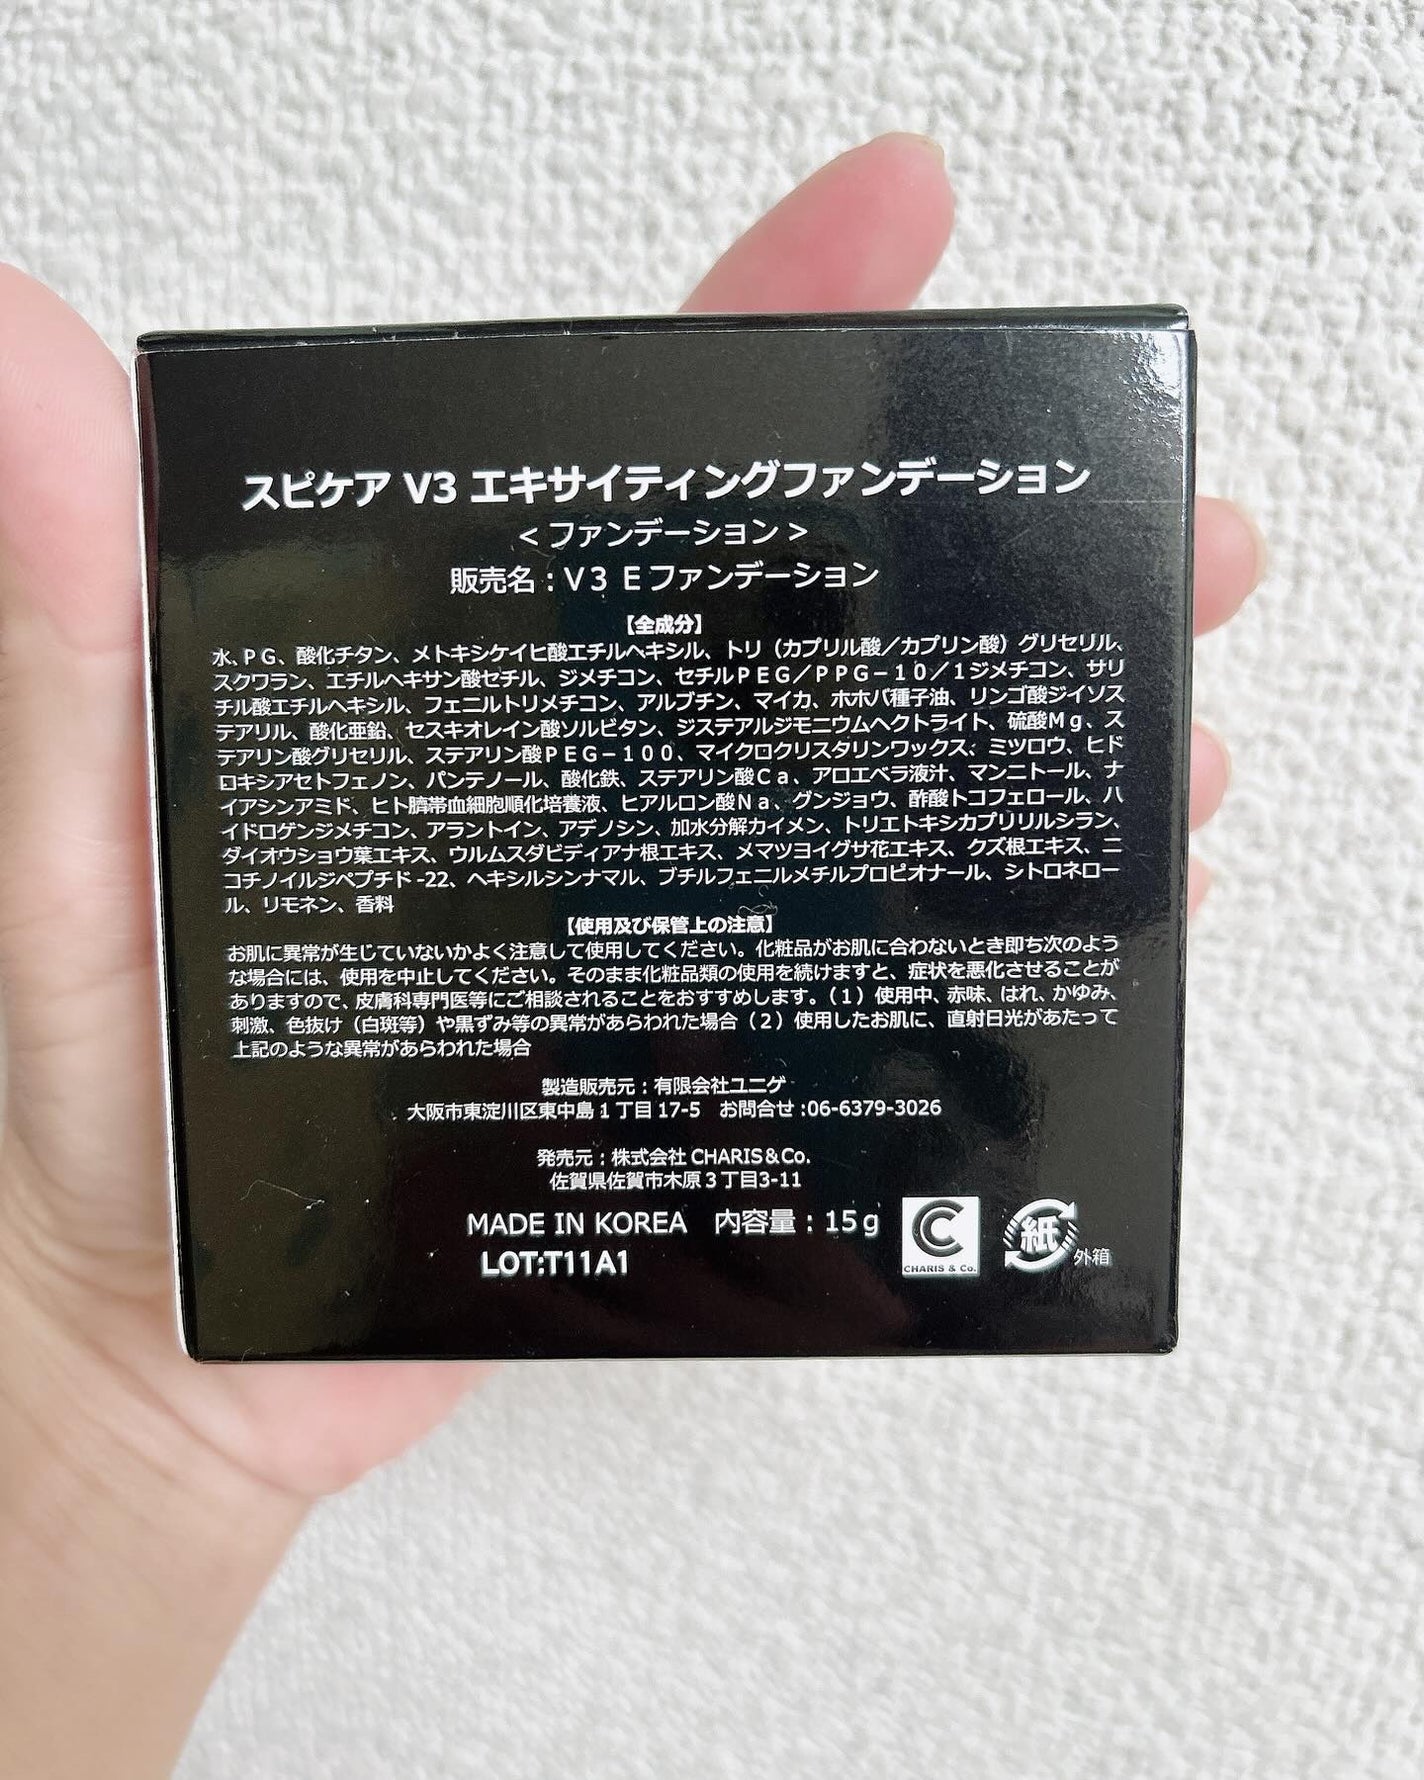 スピケア V3 エキサイティングファンデーション
<ファンデーション>
販売名:V3 Eファンデーション
【全成分】
水、PG、酸化チタン、メトキシケイヒ酸エチルヘキシル、トリ(カプリル酸/カプリン酸)グリセリル、
スクワラン、エチルヘキサン酸セチル、ジメチコン、セチルPEG/PPG-10/1ジメチコン、サリ
チル酸エチルヘキシル、フェニルトリメチコン、アルブチン、マイカ、ホホバ種子油、リンゴ酸ジイソス
テアリル、酸化亜鉛、セスキオレイン酸ソルビタン、ジステアルジモニウムヘクトライト、硫酸Mg、ス
テアリン酸グリセリル、ステアリン酸PEG-100、マイクロクリスタリンワックス、ミツロウ、ヒド
ロキシアセトフェノン、パンテノール、酸化鉄、ステアリン酸Ca、アロエベラ液汁、マンニトール、ナ
イアシンアミド、ヒト臍帯血細胞順化培養液、ヒアルロン酸Na、グンジョウ、酢酸トコフェロール、ハ
イドロゲンジメチコン、アラントイン、アデノシン、加水分解カイメン、トリエトキシカプリリルシラン、
ダイオウショウ葉エキス、ウルムスダビディアナ根エキス、メマツヨイグサ花エキス、クズ根エキス、ニ
コチノイルジペプチド-22、ヘキシルシンナマル、ブチルフェニルメチルプロピオナール、シトロネロー
ル、リモネン、香料
【使用及び保管上の注意】
お肌に異常が生じていないかよく注意して使用してください。化粧品がお肌に合わないとき即ち次のよう
な場合には、使用を中止してください。そのまま化粧品類の使用を続けますと、症状を悪化させることが
ありますので、皮膚科専門医等にご相談されることをおすすめします。(1)使用中、赤味、はれ、かゆみ、
刺激、色抜け(白斑等)や黒ずみ等の異常があらわれた場合(2)使用したお肌に、直射日光があたって
上記のような異常があらわれた場合
製造販売元:有限会社ユニゲ
大阪市東淀川区東中島1丁目17-5 お問合せ:06-6379-3026
発売元:株式会社CHARIS&Co.
佐賀県佐賀市木原3丁目3-11
MADE IN KOREA 内容量:15g
LOT:T11A1
CHARIS & Co.
紙 外箱